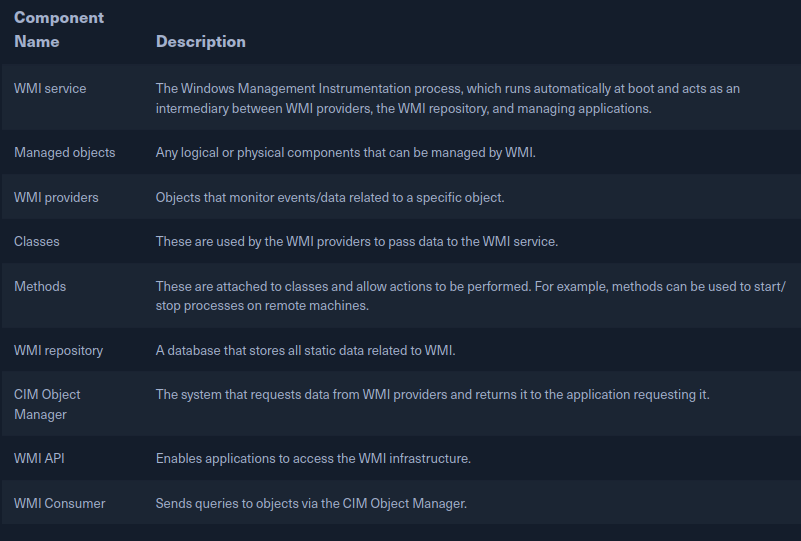 Component
Name Description
WMI service The Windows Management Instrumentation process, which runs automatically at boot and acts as an
intermediary between WMI providers, the WMI repository, and managing applications.
Managed objects Any logical or physical components that can be managed by WMI.
WMI providers Objects that monitor events/data related to a specific object.
Classes These are used by the WMI providers to pass data to the WMI service.
Methods These are attached to classes and allow actions to be performed. For example, methods can be used to start/
stop processes on remote machines.
WMI repository A database that stores all static data related to WMI.
CIM Object The system that requests data from WMI providers and returns it to the application requesting it.
Manager
WMI API Enables applications to access the WMI infrastructure.
WMI Consumer Sends queries to objects via the CIM Object Manager.